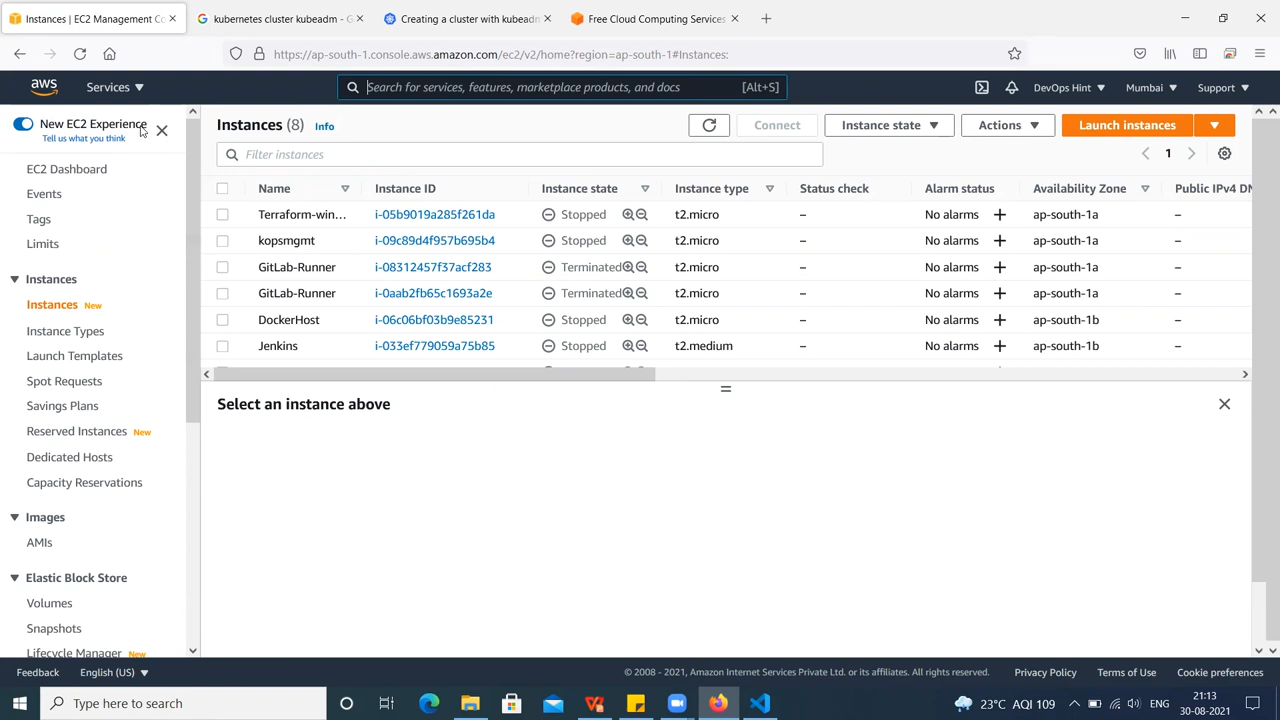 Instances | EC2 Management Co
kubernetes cluster kubeadm - G
Creating a cluster with kubeadm
Free Cloud Computing Services
https://ap-south-1.console.aws.amazon.com/ec2/v2/home?region=ap-south-1#Instances:
aws
Services
Search for services, features, marketplace products, and docs
[Alt+S]
DevOps Hint
Mumbai
Support
New EC2 Experience
Tell us what you think
EC2 Dashboard
Events
Tags
Limits
Instances
Instances New
Instance Types
Launch Templates
Spot Requests
Savings Plans
Reserved Instances New
Dedicated Hosts
Capacity Reservations
Images
AMIs
Elastic Block Store
Volumes
Snapshots
Lifecycle Manager New
Instances (8) Info
Connect
Instance state
Actions
Launch instances
Filter instances
1
Name Instance ID Instance state Instance type Status check Alarm status Availability Zone Public IPv4 DN
Terraform-win... i-05b9019a285f261da Stopped t2.micro – No alarms + ap-south-1a –
kopsmgmt i-09c89d4f957b695b4 Stopped t2.micro – No alarms + ap-south-1a –
GitLab-Runner i-08312457f37acf283 Terminated t2.micro – No alarms + ap-south-1a –
GitLab-Runner i-0aab2fb65c1693a2e Terminated t2.micro – No alarms + ap-south-1a –
DockerHost i-06c06bf03b9e85231 Stopped t2.micro – No alarms + ap-south-1b –
Jenkins i-033ef779059a75b85 Stopped t2.medium – No alarms + ap-south-1b –
Select an instance above
Feedback
English (US)
© 2008 - 2021, Amazon Internet Services Private Ltd. or its affiliates. All rights reserved.
Privacy Policy
Terms of Use
Cookie preferences
Type here to search
23°C AQI 109
ENG
21:13
30-08-2021